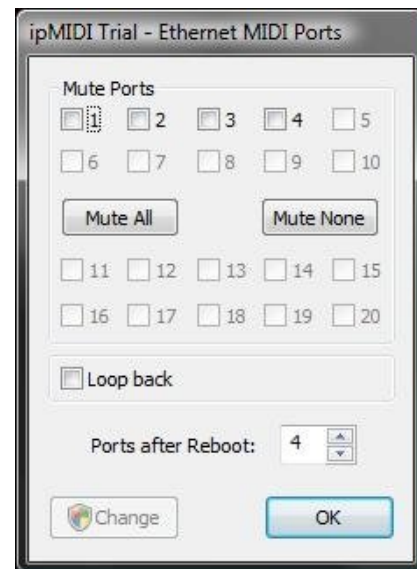 ipMIDI Trial - Ethernet MIDI Ports
Mute Ports
1 2 3 4 5
6 7 8 9 10
Mute All Mute None
11 12 13 14 15
16 17 18 19 20
Loop back
Ports after Reboot: 4
Change OK